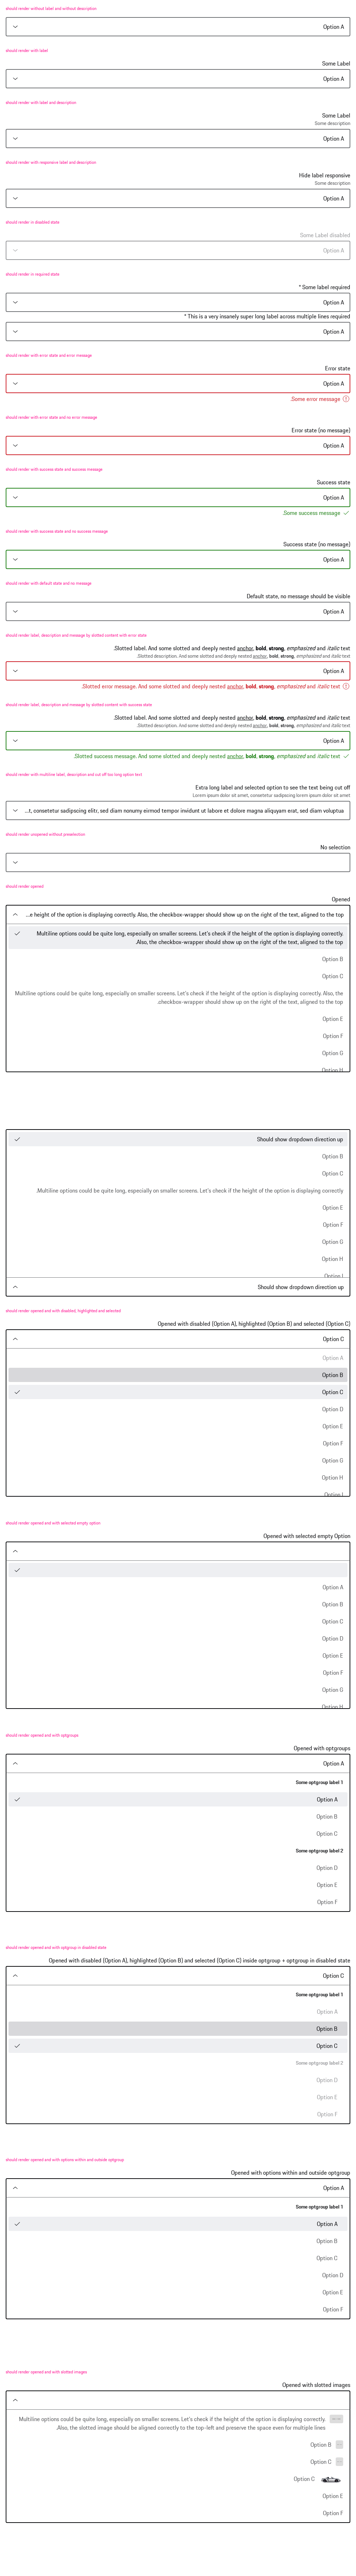 should render without label and without description
Option A
should render with label
Some Label
Option A
should render with label and description
Some Label
Some description
Option A
should render with responsive label and description
Hide label responsive
Some description
Option A
should render in disabled state
Some Label disabled
Option A
should render in required state
* Some label required
Option A
* This is a very insanely super long label across multiple lines required
Option A
should render with error state and error message
Error state
Option A
.Some error message
should render with error state and no error message
Error state (no message)
Option A
should render with success state and success message
Success state
Option A
.Some success message
should render with success state and no success message
Success state (no message)
Option A
should render with default state and no message
Default state, no message should be visible
Option A
should render label, description and message by slotted content with error state
.Slotted label. And some slotted and deeply nested anchor, bold, strong, emphasized and italic text
.Slotted description. And some slotted and deeply nested anchor, bold, strong, emphasized and italic text
Option A
.Slotted error message. And some slotted and deeply nested anchor, bold, strong, emphasized and italic text
should render label, description and message by slotted content with success state
.Slotted label. And some slotted and deeply nested anchor, bold, strong, emphasized and italic text
.Slotted description. And some slotted and deeply nested anchor, bold, strong, emphasized and italic text
Option A
.Slotted success message. And some slotted and deeply nested anchor, bold, strong, emphasized and italic text
should render with multiline label, description and cut off too long option text
Extra long label and selected option to see the text being cut off
Lorem ipsum dolor sit amet, consetetur sadipscing lorem ipsum dolor sit amet
...t, consetetur sadipscing elitr, sed diam nonumy eirmod tempor invidunt ut labore et dolore magna aliquyam erat, sed diam voluptua
should render unopened without preselection
No selection
should render opened
Opened
...e height of the option is displaying correctly. Also, the checkbox-wrapper should show up on the right of the text, aligned to the top
Multiline options could be quite long, especially on smaller screens. Let's check if the height of the option is displaying correctly.
.Also, the checkbox-wrapper should show up on the right of the text, aligned to the top
Option B
Option C
Multiline options could be quite long, especially on smaller screens. Let's check if the height of the option is displaying correctly. Also, the
.checkbox-wrapper should show up on the right of the text, aligned to the top
Option E
Option F
Option G
Option H
Should show dropdown direction up
Option B
Option C
.Multiline options could be quite long, especially on smaller screens. Let's check if the height of the option is displaying correctly
Option E
Option F
Option G
Option H
Option I
Should show dropdown direction up
should render opened and with disabled, highlighted and selected
Opened with disabled (Option A), highlighted (Option B) and selected (Option C)
Option C
Option A
Option B
Option C
Option D
Option E
Option F
Option G
Option H
Option I
should render opened and with selected empty option
Opened with selected empty Option
Option A
Option B
Option C
Option D
Option E
Option F
Option G
Option H
should render opened and with optgroups
Opened with optgroups
Option A
Some optgroup label 1
Option A
Option B
Option C
Some optgroup label 2
Option D
Option E
Option F
should render opened and with optgroup in disabled state
Opened with disabled (Option A), highlighted (Option B) and selected (Option C) inside optgroup + optgroup in disabled state
Option C
Some optgroup label 1
Option A
Option B
Option C
Some optgroup label 2
Option D
Option E
Option F
should render opened and with options within and outside optgroup
Opened with options within and outside optgroup
Option A
Some optgroup label 1
Option A
Option B
Option C
Option D
Option E
Option F
should render opened and with slotted images
Opened with slotted images
Multiline options could be quite long, especially on smaller screens. Let's check if the height of the option is displaying correctly.
.Also, the slotted image should be aligned correctly to the top-left and preserve the space even for multiple lines
Option B
Option C
Option C
Option E
Option F